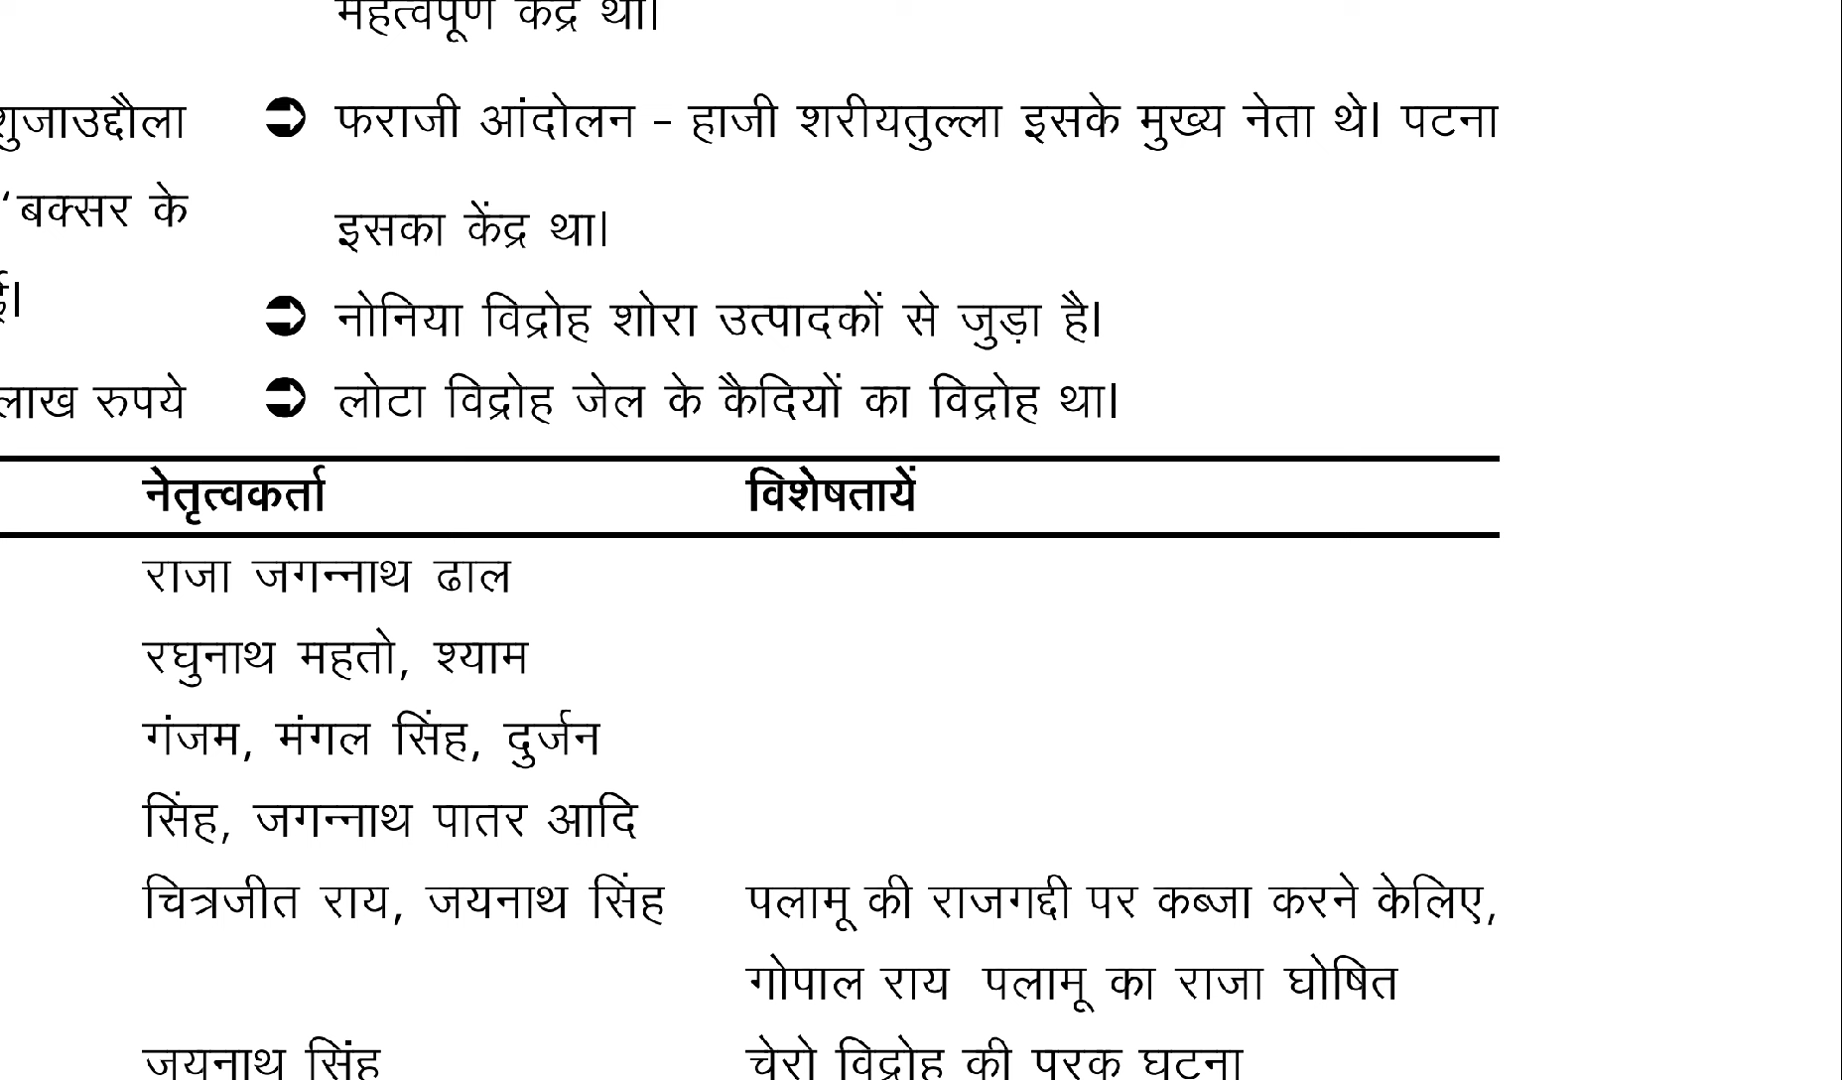 महत्वपूर्ण केंद्र था।
शुजाउद्दौला
‘बक्सर के
लाख रुपये
➲ फराजी आंदोलन - हाजी शरीयतुल्ला इसके मुख्य नेता थे। पटना
इसका केंद्र था।
➲ नोनिया विद्रोह शोरा उत्पादकों से जुड़ा है।
➲ लोटा विद्रोह जेल के कैदियों का विद्रोह था।
नेतृत्वकर्ता विशेषतायें
राजा जगन्नाथ ढाल
रघुनाथ महतो, श्याम
गंजम, मंगल सिंह, दुर्जन
सिंह, जगन्नाथ पातर आदि
चित्रजीत राय, जयनाथ सिंह पलामू की राजगद्दी पर कब्जा करने केलिए,
गोपाल राय पलामू का राजा घोषित
जयनाथ सिंह चेरो विद्रोह की पूरक घटना